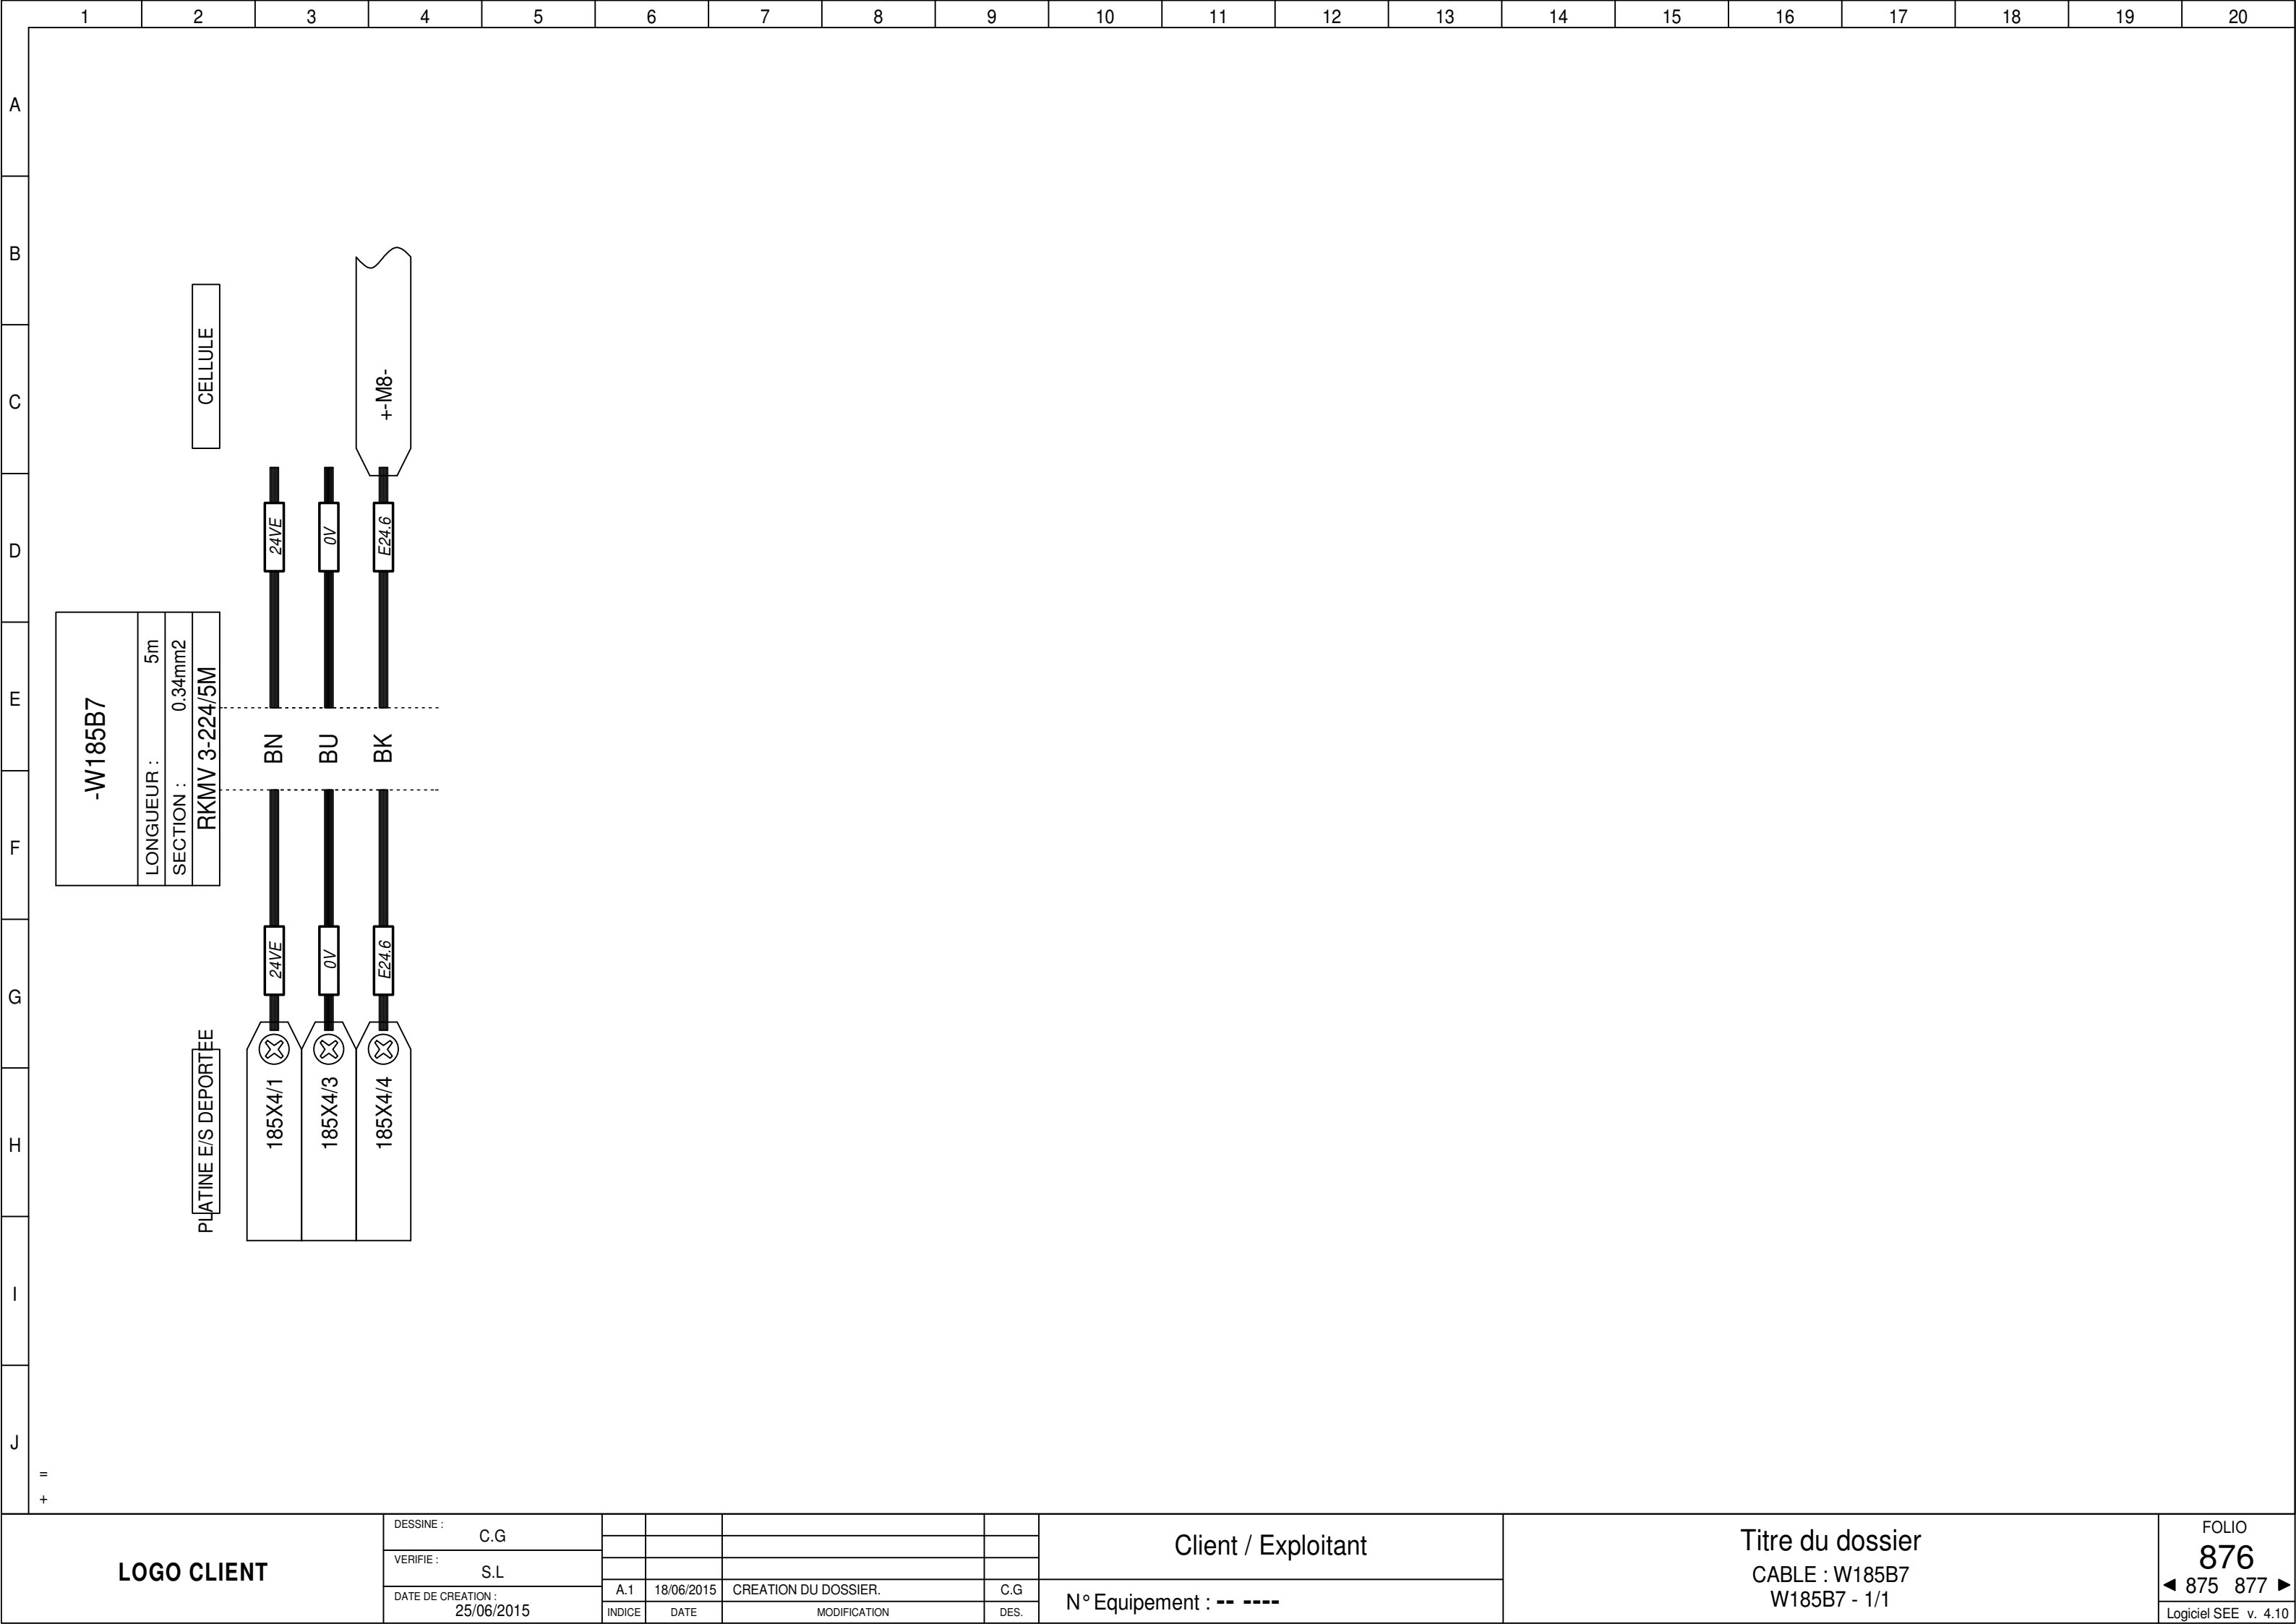 1 2 3 4 5 6 7 8 9 10 11 12 13 14 15 16 17 18 19 20
A
B
C
D
E
F
G
H
I
J
-W185B7
LONGUEUR : 5m
SECTION : 0.34mm2
RKMV 3-224/5M
CELLULE
+-M8-
24VE 0V E24.6
BN BU BK
24VE 0V E24.6
PLATINE E/S DEPORTEE
185X4/1
185X4/3
185X4/4
=
+
LOGO CLIENT
DESSINE :
C.G
VERIFIE :
S.L
DATE DE CREATION :
25/06/2015
A.1 18/06/2015 CREATION DU DOSSIER. C.G
INDICE DATE MODIFICATION DES.
Client / Exploitant
N° Equipement : -- ----
Titre du dossier
CABLE : W185B7
W185B7 - 1/1
FOLIO
876
◄ 875 877 ►
Logiciel SEE v. 4.10